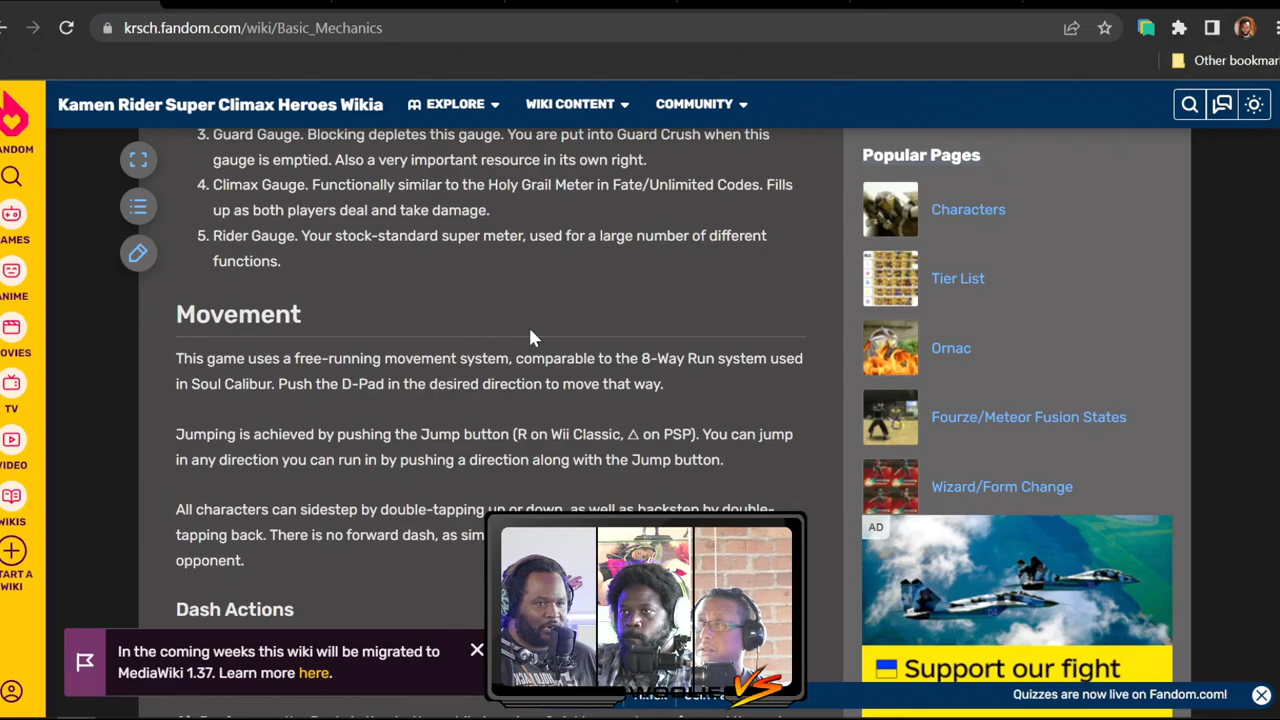 krsch.fandom.com/wiki/Basic_Mechanics
Other bookmar
Kamen Rider Super Climax Heroes Wikia
EXPLORE
WIKI CONTENT
COMMUNITY
ANDOM
AMES
ANIME
OVIES
TV
VIDEO
WIKIS
TART A
WIKI
3. Guard Gauge. Blocking depletes this gauge. You are put into Guard Crush when this
gauge is emptied. Also a very important resource in its own right.
4. Climax Gauge. Functionally similar to the Holy Grail Meter in Fate/Unlimited Codes. Fills
up as both players deal and take damage.
5. Rider Gauge. Your stock-standard super meter, used for a large number of different
functions.
Movement
This game uses a free-running movement system, comparable to the 8-Way Run system used
in Soul Calibur. Push the D-Pad in the desired direction to move that way.
Jumping is achieved by pushing the Jump button (R on Wii Classic, △ on PSP). You can jump
in any direction you can run in by pushing a direction along with the Jump button.
All characters can sidestep by double-tapping up or down, as well as backstep by double-
tapping back. There is no forward dash, as sim
opponent.
Dash Actions
In the coming weeks this wiki will be migrated to
MediaWiki 1.37. Learn more here.
VS
Popular Pages
Characters
Tier List
Ornac
Fourze/Meteor Fusion States
Wizard/Form Change
AD
Support our fight
Quizzes are now live on Fandom.com!